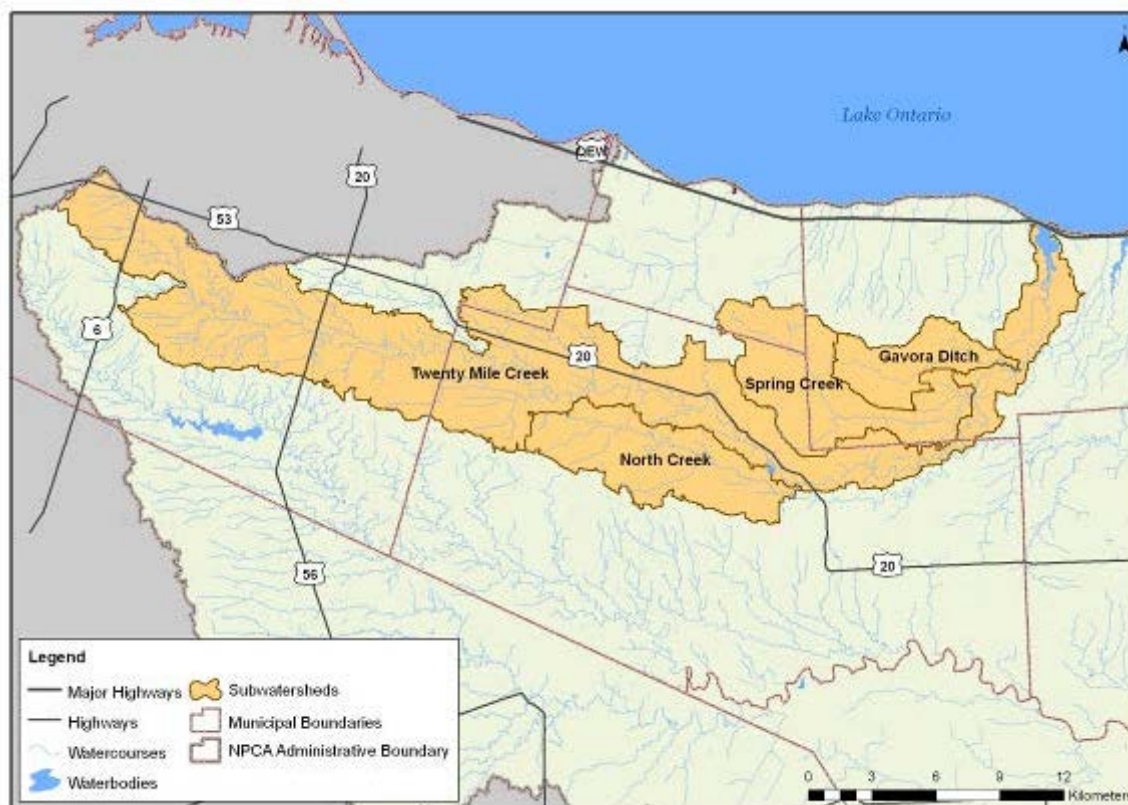 Lake Ontario
QEW
20
53
6
20
Gavora Ditch
Twenty Mile Creek
Spring Creek
North Creek
20
56
Legend
Major Highways
Highways
Watercourses
Waterbodies
Subwatersheds
Municipal Boundaries
NPCA Administrative Boundary
0 3 6 9 12
Kilometers